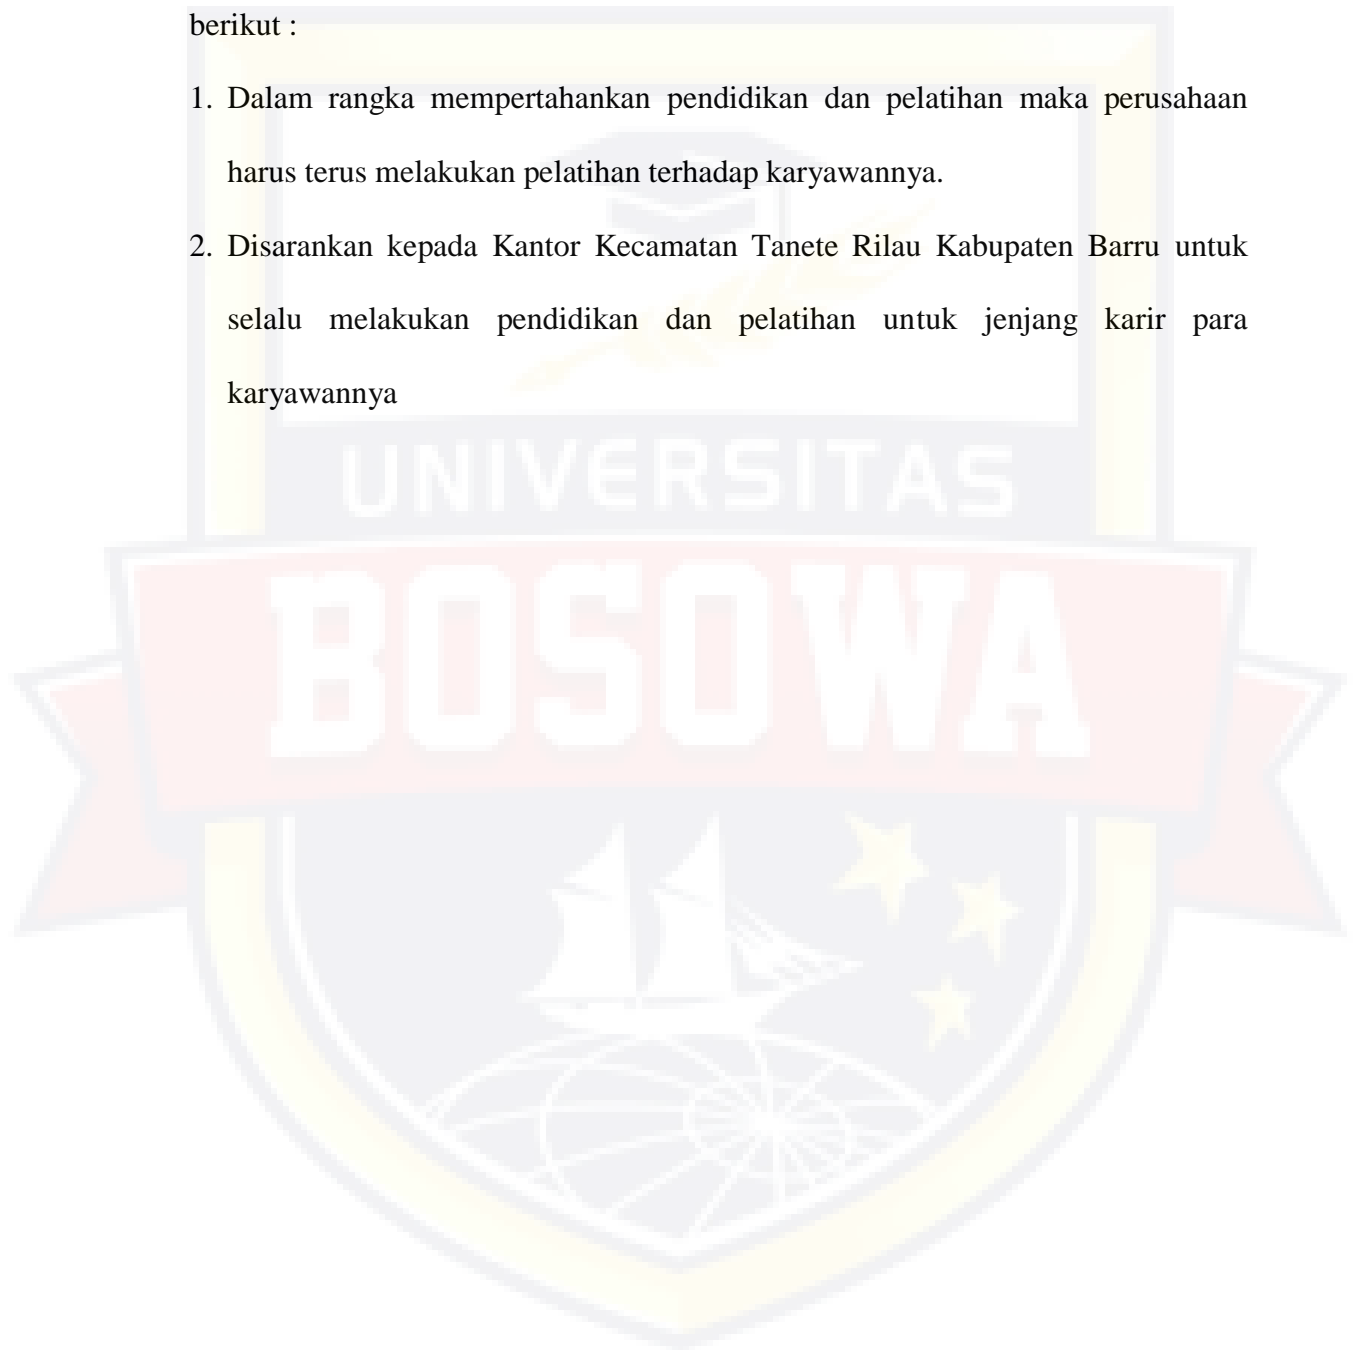 berikut :
1. Dalam rangka mempertahankan pendidikan dan pelatihan maka perusahaan
harus terus melakukan pelatihan terhadap karyawannya.
2. Disarankan kepada Kantor Kecamatan Tanete Rilau Kabupaten Barru untuk
selalu melakukan pendidikan dan pelatihan untuk jenjang karir para
karyawannya
UNIVERSITAS
BOSOWA